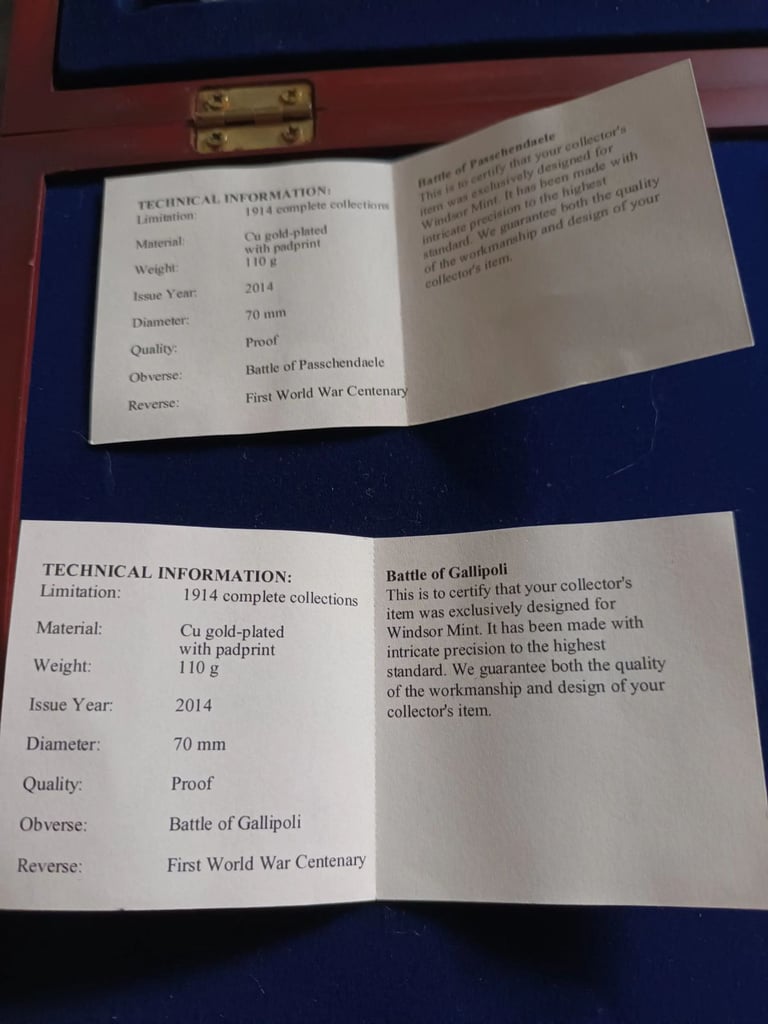 TECHNICAL INFORMATION:
Limitation: 1914 complete collections
Material: Cu gold-plated
with padprint
Weight: 110 g
Issue Year: 2014
Diameter: 70 mm
Quality: Proof
Obverse: Battle of Passchendaele
Reverse: First World War Centenary
Battle of Passchendaele
This is to certify that your collector's
item was exclusively designed for
Windsor Mint. It has been made with
intricate precision to the highest
standard. We guarantee both the quality
of the workmanship and design of your
collector's item.
TECHNICAL INFORMATION:
Limitation: 1914 complete collections
Material: Cu gold-plated
with padprint
Weight: 110 g
Issue Year: 2014
Diameter: 70 mm
Quality: Proof
Obverse: Battle of Gallipoli
Reverse: First World War Centenary
Battle of Gallipoli
This is to certify that your collector's
item was exclusively designed for
Windsor Mint. It has been made with
intricate precision to the highest
standard. We guarantee both the quality
of the workmanship and design of your
collector's item.